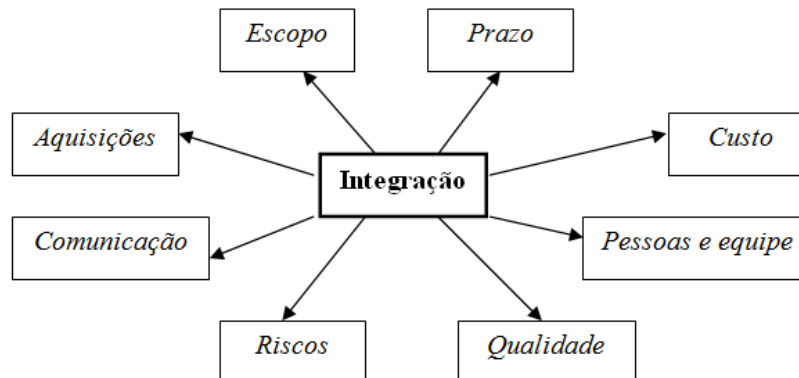 Escopo
Prazo
Aquisições
Custo
Integração
Comunicação
Pessoas e equipe
Riscos
Qualidade